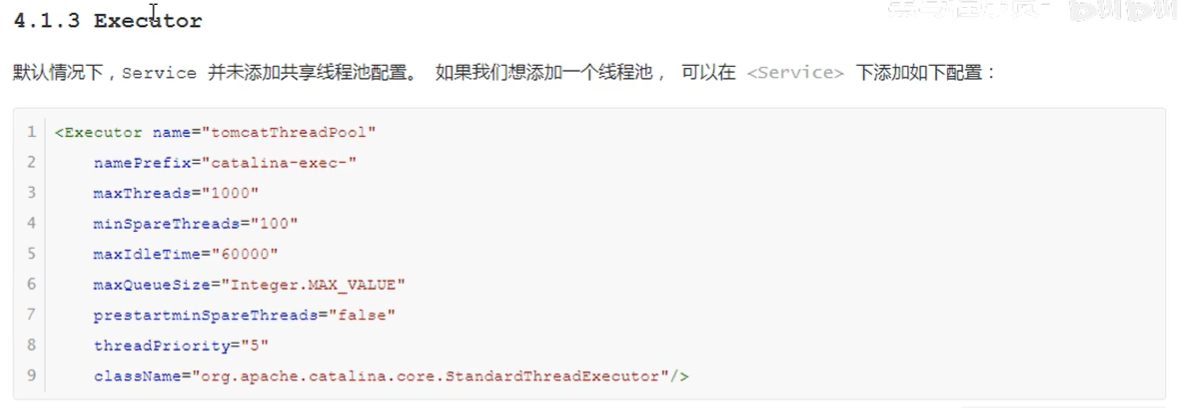 4.1.3 Executor
默认情况下，Service 并未添加共享线程池配置。 如果我们想添加一个线程池， 可以在 <Service> 下添加如下配置：
1 <Executor name="tomcatThreadPool"
2 namePrefix="catalina-exec-"
3 maxThreads="1000"
4 minSpareThreads="100"
5 maxIdleTime="60000"
6 maxQueueSize="Integer.MAX_VALUE"
7 prestartminSpareThreads="false"
8 threadPriority="5"
9 className="org.apache.catalina.core.StandardThreadExecutor"/>